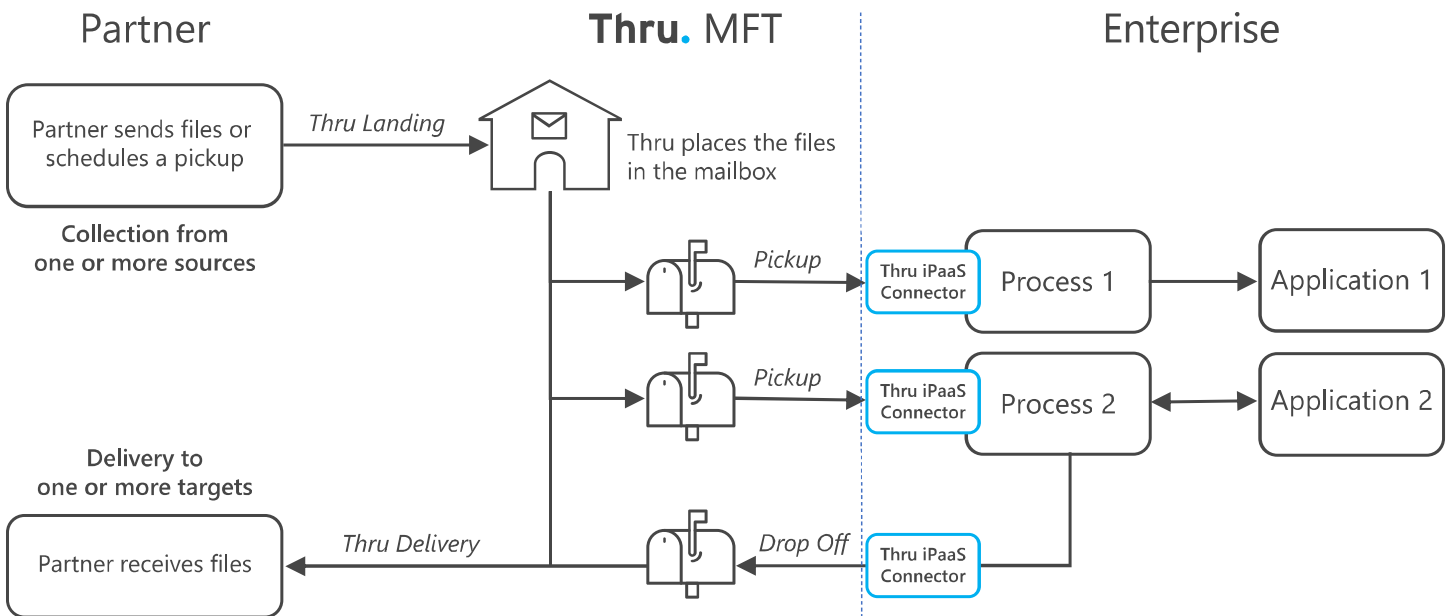 Partner
Thru. MFT
Enterprise
Partner sends files or
schedules a pickup
Thru Landing
Thru places the files
in the mailbox
Collection from
one or more sources
Pickup
Thru iPaaS
Connector
Process 1
Application 1
Pickup
Thru iPaaS
Connector
Process 2
Application 2
Delivery to
one or more targets
Partner receives files
Thru Delivery
Drop Off
Thru iPaaS
Connector